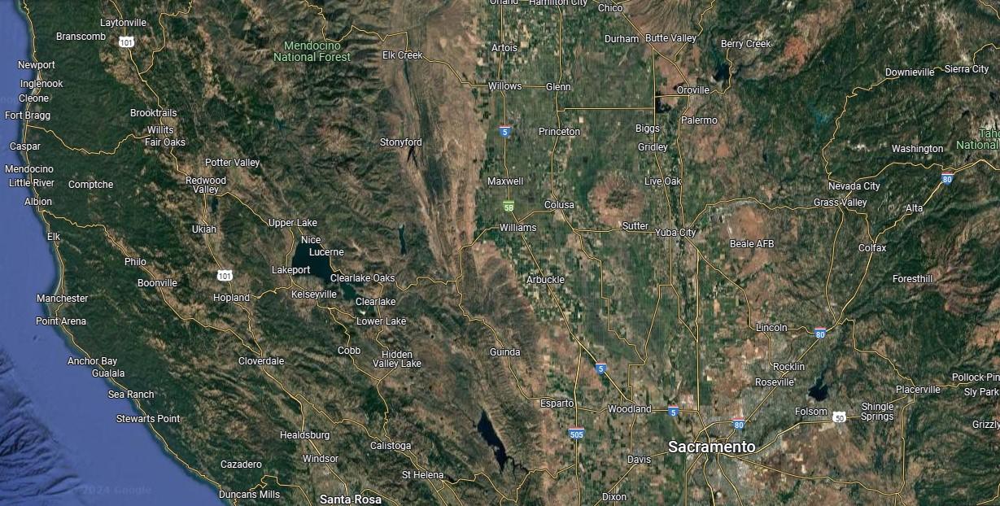 Orland
Hamilton City
Chico
Laytonville
Branscomb
101
Durham
Butte Valley
Berry Creek
Mendocino
National Forest
Elk Creek
Artois
Newport
Downieville
Sierra City
Inglenook
Willows
Glenn
Oroville
Cleone
Fort Bragg
Brooktrails
Palermo
Willits
5
Princeton
Biggs
Fair Oaks
Stonyford
Gridley
Caspar
Washington
Tah
National
Potter Valley
Mendocino
Little River
Comptche
Redwood
Valley
Maxwell
Live Oak
80
Nevada City
Albion
SB
Colusa
Grass Valley
Alta
Ukiah
Upper Lake
Williams
Sutter
Yuba City
Elk
Nice
Lucerne
Beale AFB
Colfax
Philo
Lakeport
101
Clearlake Oaks
Arbuckle
Foresthill
Boonville
Hopland
Kelseyville
Manchester
Clearlake
Point Arena
Lower Lake
Lincoln
80
Anchor Bay
Cloverdale
Cobb
Hidden
Valley Lake
Guinda
5
Rocklin
Gualala
Roseville
Pollock Pin
Sea Ranch
Placerville
Sly Park
Esparto
Woodland
5
Folsom
50
Shingle
Springs
Stewarts Point
505
80
Grizzly
Healdsburg
Calistoga
Sacramento
Windsor
Davis
Cazadero
St Helena
2024 Google
Duncans Mills
Santa Rosa
Dixon